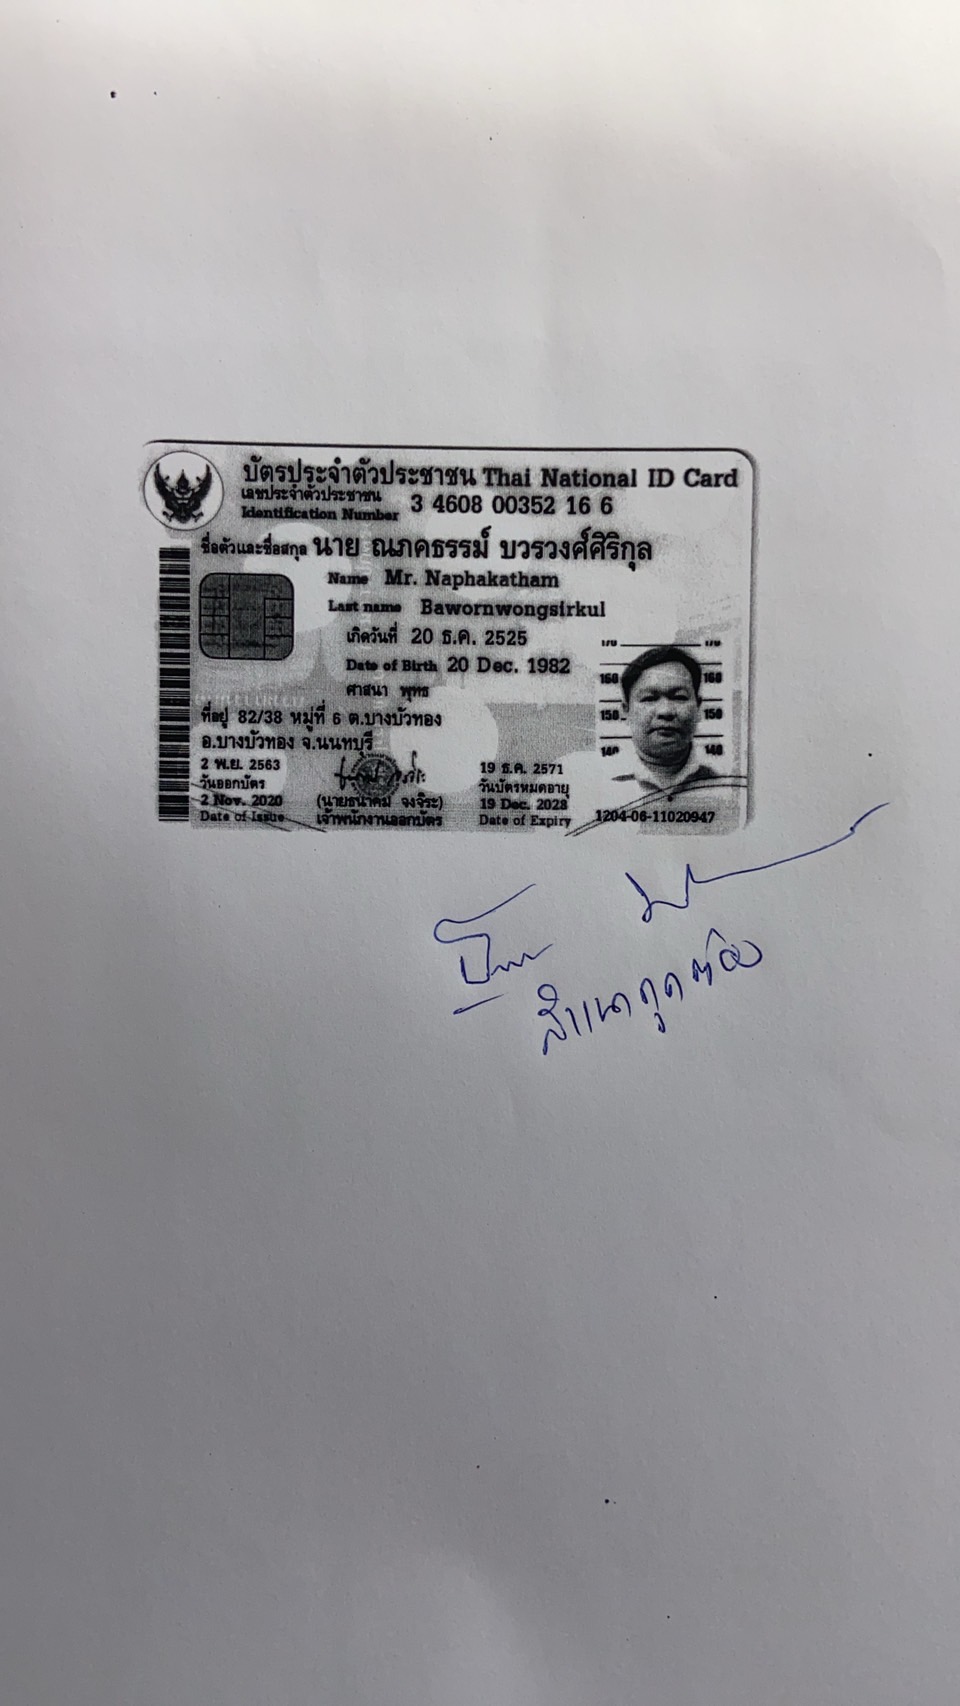 บัตรประจำตัวประชาชน Thai National ID Card
เลขประจำตัวประชาชน
Identification Number 3 4608 00352 16 6
ชื่อตัวและชื่อสกุล นาย ณภคธรรม์ บวรวงศ์ศิริกุล
Name Mr. Naphakatham
Last name Bawornwongsirkul
เกิดวันที่ 20 ธ.ค. 2525
Date of Birth 20 Dec. 1982
ศาสนา พุทธ
ที่อยู่ 82/38 หมู่ที่ 6 ต.บางบัวทอง
อ.บางบัวทอง จ.นนทบุรี
2 พ.ย. 2563
วันออกบัตร
2 Nov. 2020
Date of Issue
(นายธนาคม จงจิระ)
เจ้าพนักงานออกบัตร
19 ธ.ค. 2571
วันบัตรหมดอายุ
19 Dec. 2028
Date of Expiry
170 170
160 160
150 150
140 140
1204-06-11020947
สำเนาถูกต้อง